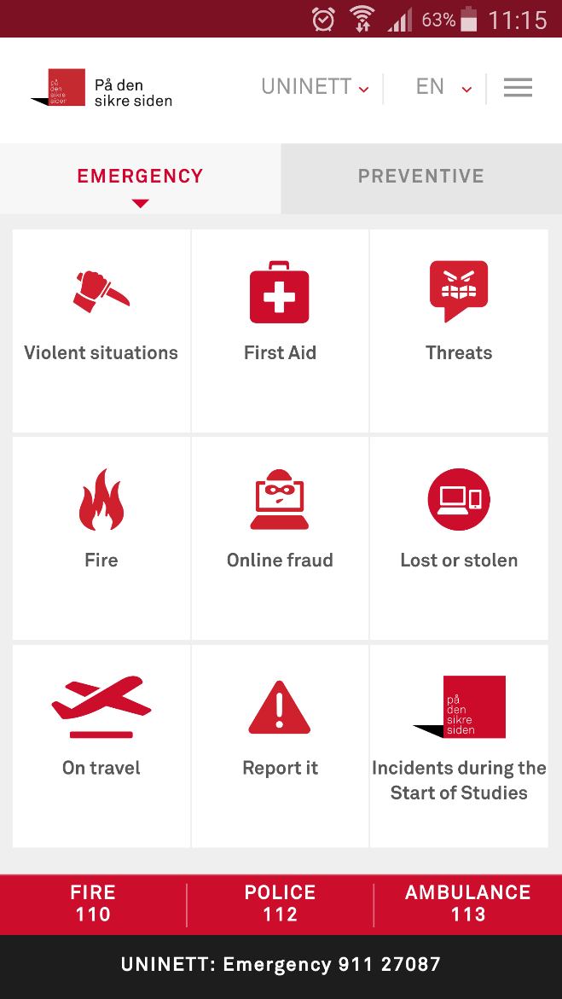 63% 11:15
på
den
sikre
siden
På den
sikre siden
UNINETT EN
EMERGENCY PREVENTIVE
Violent situations First Aid Threats
Fire Online fraud Lost or stolen
på
den
sikre
siden
On travel Report it Incidents during the
Start of Studies
FIRE POLICE AMBULANCE
110 112 113
UNINETT: Emergency 911 27087